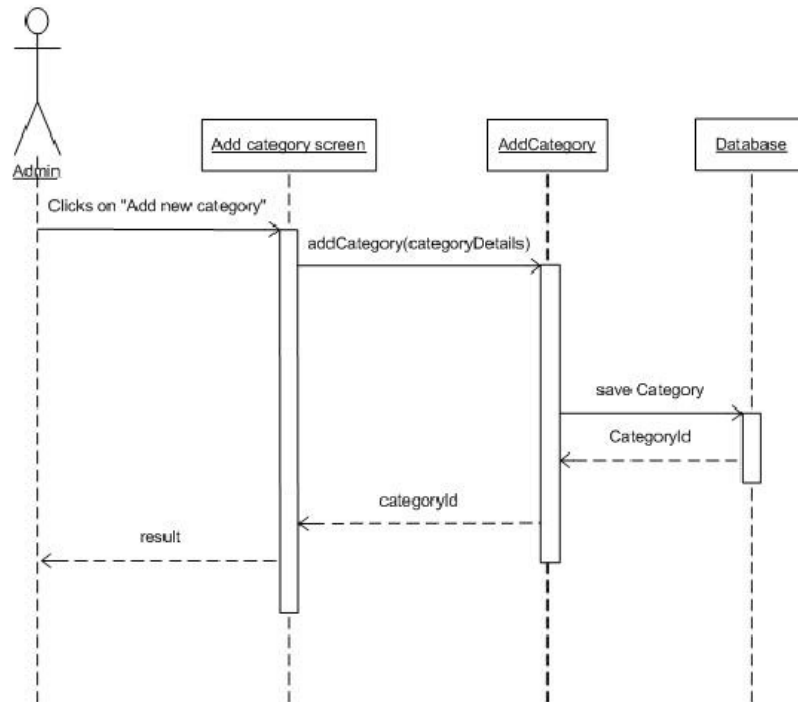 Admin
Add category screen
AddCategory
Database
Clicks on "Add new category"
addCategory(categoryDetails)
save Category
CategoryId
categoryId
result